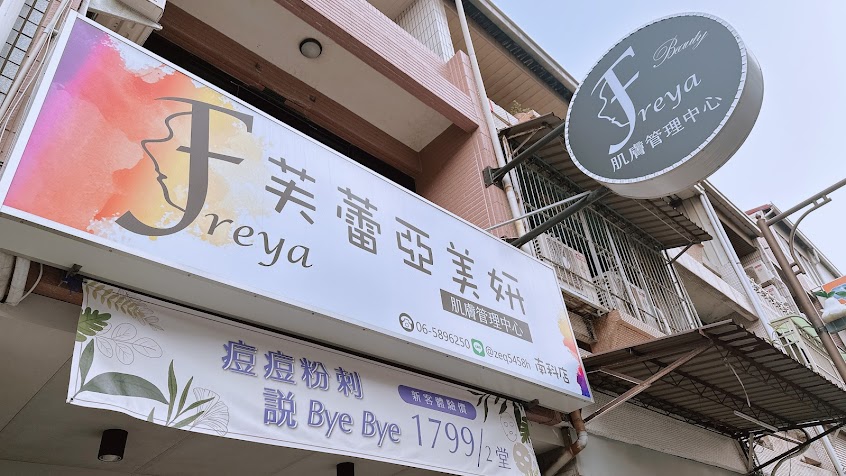 Freya
芙蕾亞美妍
肌膚管理中心
06-5896250 @zeq5458h 南科店
Beauty
Freya
肌膚管理中心
痘痘粉刺
說 Bye Bye
新客體驗價
1799/2堂